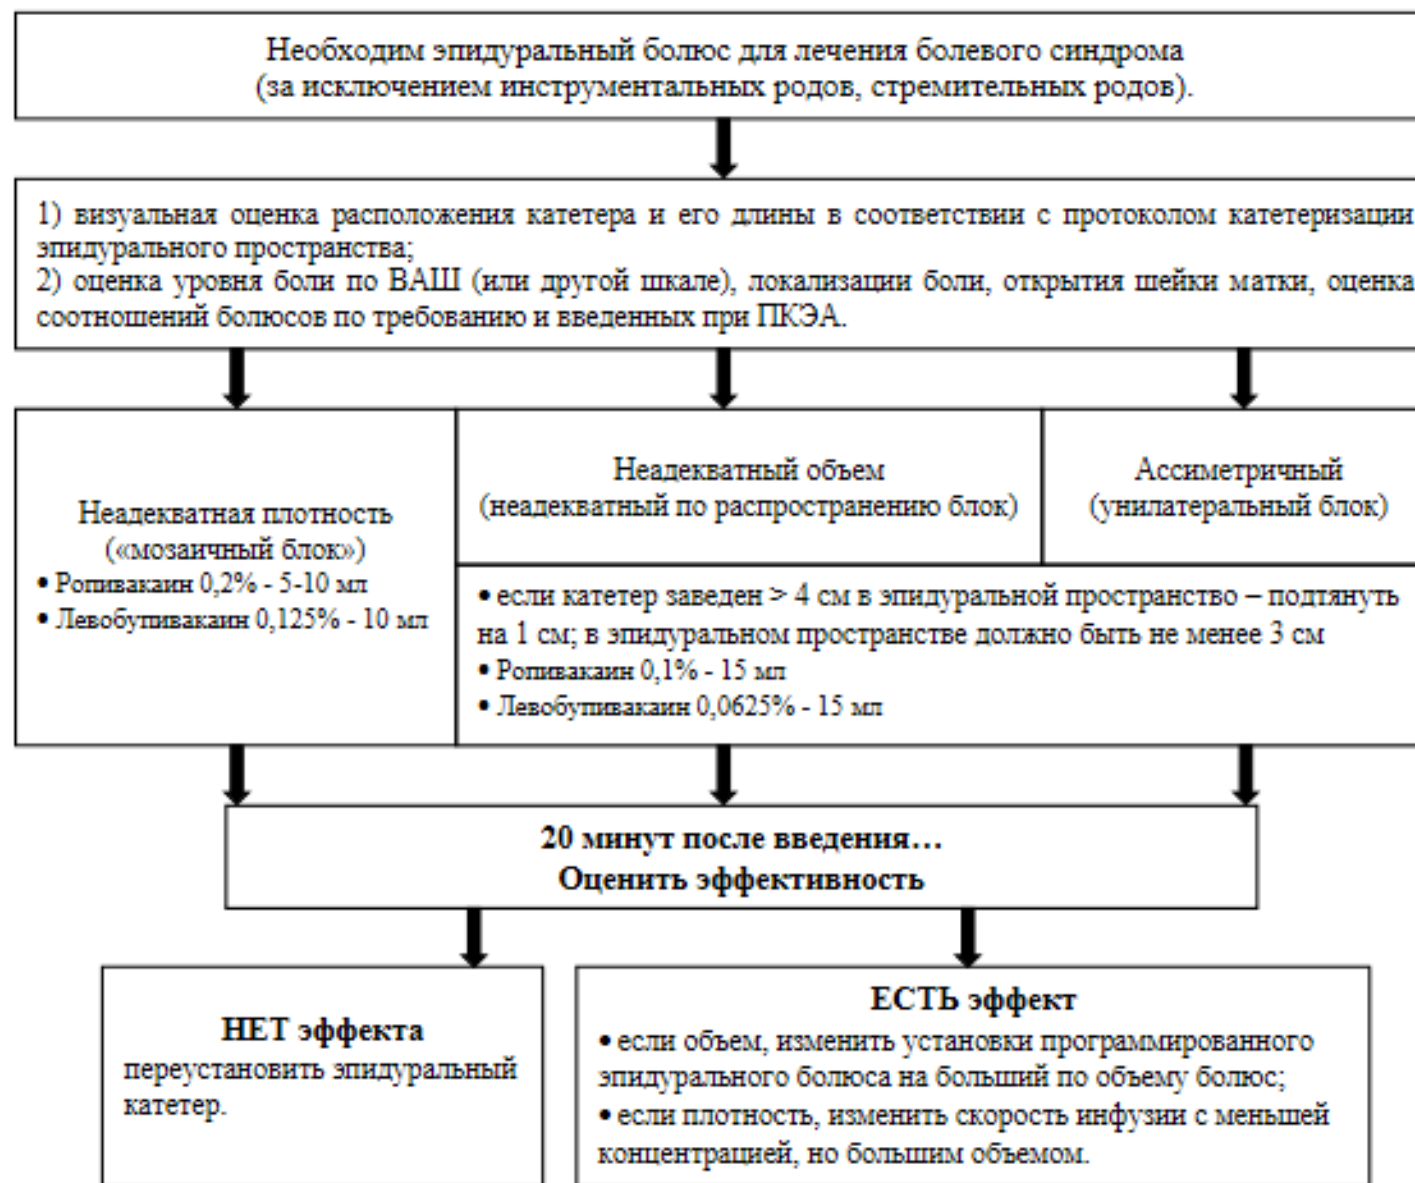 Необходим эпидуральный болюс для лечения болевого синдрома
(за исключением инструментальных родов, стремительных родов).
1) визуальная оценка расположения катетера и его длины в соответствии с протоколом катетеризации
эпидурального пространства;
2) оценка уровня боли по ВАШ (или другой шкале), локализации боли, открытия шейки матки, оценка
соотношений болюсов по требованию и введенных при ПКЭА.
Неадекватная плотность
(«мозаичный блок»)
• Ропивакаин 0,2% - 5-10 мл
• Левобупивакаин 0,125% - 10 мл
Неадекватный объем
(неадекватный по распространению блок)
Ассиметричный
(унилатеральный блок)
• если катетер заведен > 4 см в эпидуральной пространство – подтянуть
на 1 см; в эпидуральном пространстве должно быть не менее 3 см
• Ропивакаин 0,1% - 15 мл
• Левобупивакаин 0,0625% - 15 мл
20 минут после введения…
Оценить эффективность
НЕТ эффекта
переустановить эпидуральный
катетер.
ЕСТЬ эффект
• если объем, изменить установки программированного
эпидурального болюса на больший по объему болюс;
• если плотность, изменить скорость инфузии с меньшей
концентрацией, но большим объемом.